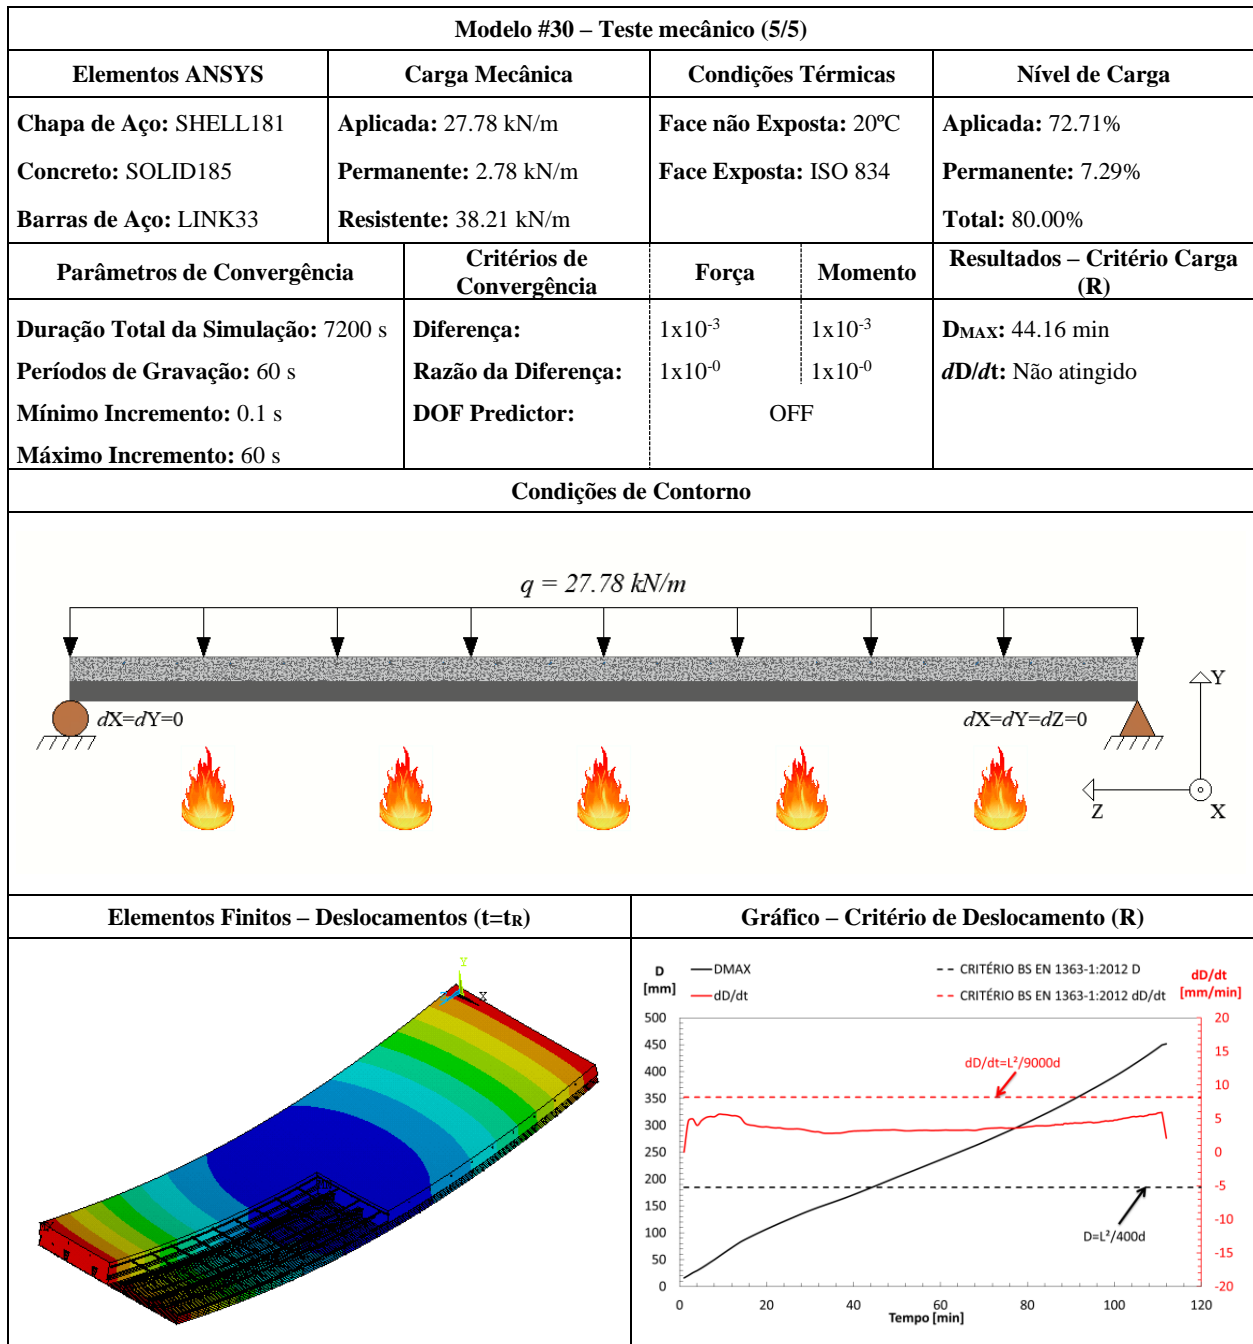 Modelo #30 – Teste mecânico (5/5)
Elementos ANSYS
Carga Mecânica
Condições Térmicas
Nível de Carga
Chapa de Aço: SHELL181
Concreto: SOLID185
Barras de Aço: LINK33
Aplicada: 27.78 kN/m
Permanente: 2.78 kN/m
Resistente: 38.21 kN/m
Face não Exposta: 20ºC
Face Exposta: ISO 834
Aplicada: 72.71%
Permanente: 7.29%
Total: 80.00%
Parâmetros de Convergência
Critérios de
Convergência
Força
Momento
Resultados – Critério Carga
(R)
Duração Total da Simulação: 7200 s
Períodos de Gravação: 60 s
Mínimo Incremento: 0.1 s
Máximo Incremento: 60 s
Diferença: 1x10-3 1x10-3
Razão da Diferença: 1x10-0 1x10-0
DOF Predictor: OFF
DMAX: 44.16 min
dD/dt: Não atingido
Condições de Contorno
q = 27.78 kN/m
dX=dY=0
dX=dY=dZ=0
Y
Z
X
Elementos Finitos – Deslocamentos (t=tR)
Gráfico – Critério de Deslocamento (R)
Y
X
D
[mm]
DMAX
dD/dt
CRITÉRIO BS EN 1363-1:2012 D
CRITÉRIO BS EN 1363-1:2012 dD/dt
dD/dt
[mm/min]
500
450
400
350
300
250
200
150
100
50
0
dD/dt=L²/9000d
D=L²/400d
20
15
10
5
0
-5
-10
-15
-20
0 20 40 60 80 100 120
Tempo [min]